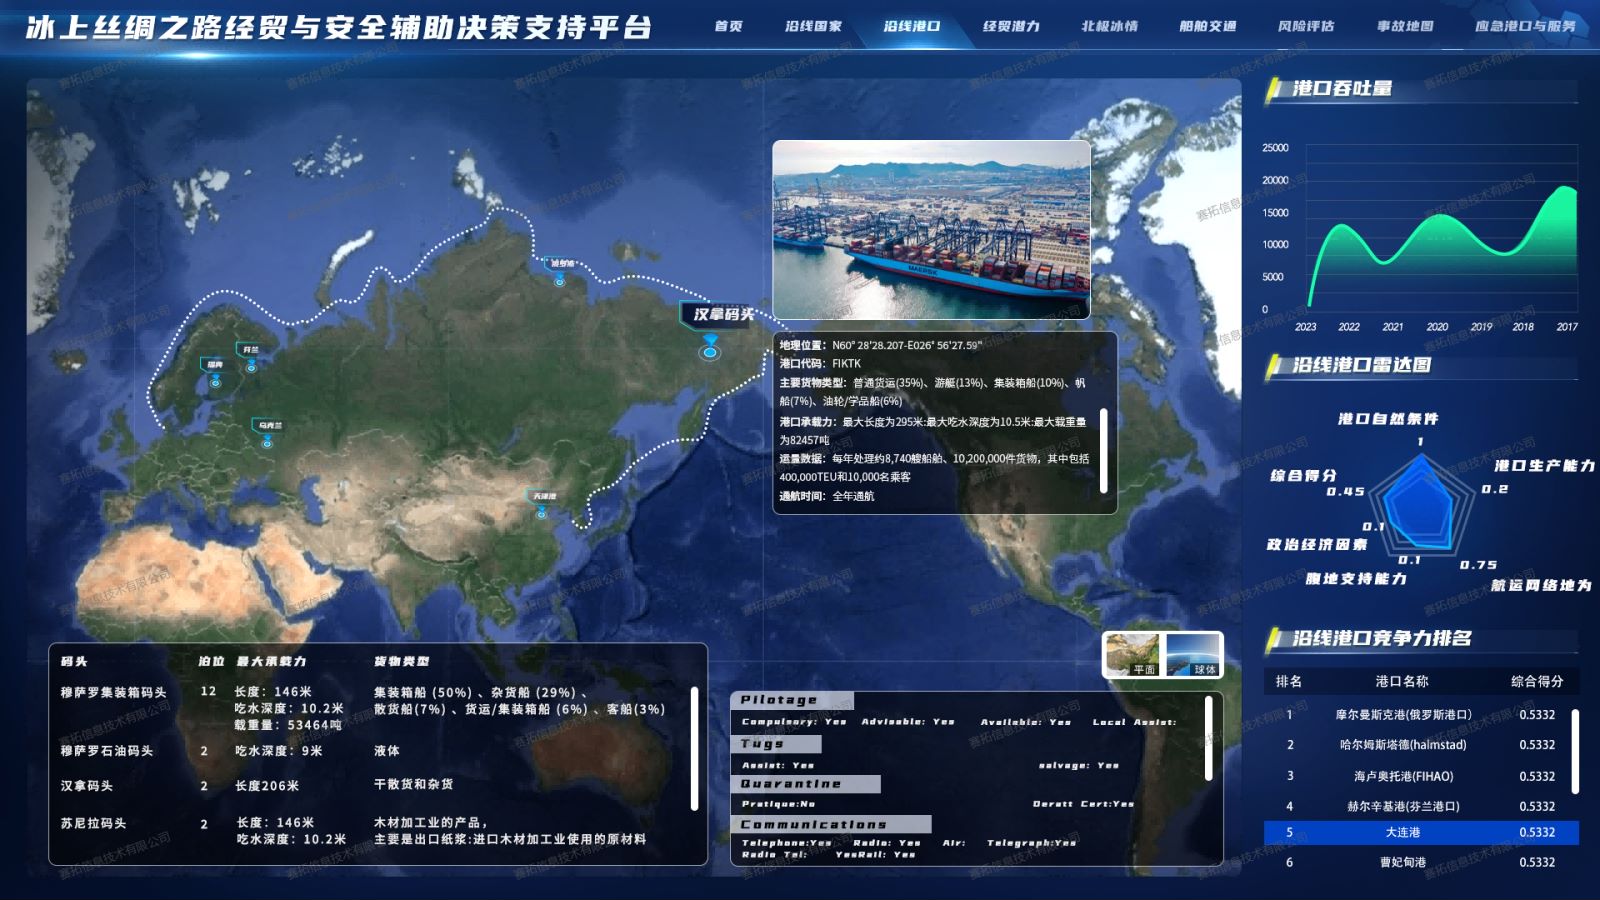 冰上丝绸之路经贸与安全辅助决策支持平台
首页 沿线国家 沿线港口 经贸潜力 北极冰情 船舶交通 风险评估 事故地图 应急港口与服务
港口吞吐量
25000
20000
15000
10000
5000
0
2023 2022 2021 2020 2019 2018 2017
沿线港口雷达图
港口自然条件
1
港口生产能力
0.2
综合得分
0.45
0.1
政治经济因素
0.1
腹地支持能力
0.75
航运网络地为
沿线港口竞争力排名
排名 港口名称 综合得分
1 摩尔曼斯克港(俄罗斯港口) 0.5332
2 哈尔姆斯塔德(halmstad) 0.5332
3 海卢奥托港(FIHAO) 0.5332
4 赫尔辛基港(芬兰港口) 0.5332
5 大连港 0.5332
6 曹妃甸港 0.5332
俄罗斯
汉拿码头
芬兰
瑞典
乌克兰
天津港
MAERSK
地理位置：N60° 28'28.207-E026° 56'27.59"
港口代码：FIKTK
主要货物类型：普通货运(35%)、游艇(13%)、集装箱船(10%)、帆
船(7%)、油轮/学品船(6%)
港口承载力：最大长度为295米:最大吃水深度为10.5米:最大载重量
为82457吨
运量数据：每年处理约8,740艘船舶、10,200,000件货物，其中包括
400,000TEU和10,000名乘客
通航时间：全年通航
平面 球体
码头 泊位 最大承载力 货物类型
穆萨罗集装箱码头 12 长度：146米 集装箱船 (50%) 、杂货船 (29%) 、
吃水深度：10.2米 散货船(7%) 、货运/集装箱船 (6%) 、客船(3%)
载重量：53464吨
穆萨罗石油码头 2 吃水深度：9米 液体
汉拿码头 2 长度206米 干散货和杂货
苏尼拉码头 2 长度：146米 木材加工业的产品，
吃水深度：10.2米 主要是出口纸浆:进口木材加工业使用的原材料
Pilotage
Compulsory: Yes Advisable: Yes Available: Yes Local Assist:
Tugs
Assist: Yes salvage: Yes
Quarantine
Pratique:No Deratt Cert:Yes
Communications
Telephone:Yes Radio: Yes Air: Telegraph:Yes
Radio Tel: YesRail: Yes
赛拓信息技术有限公司